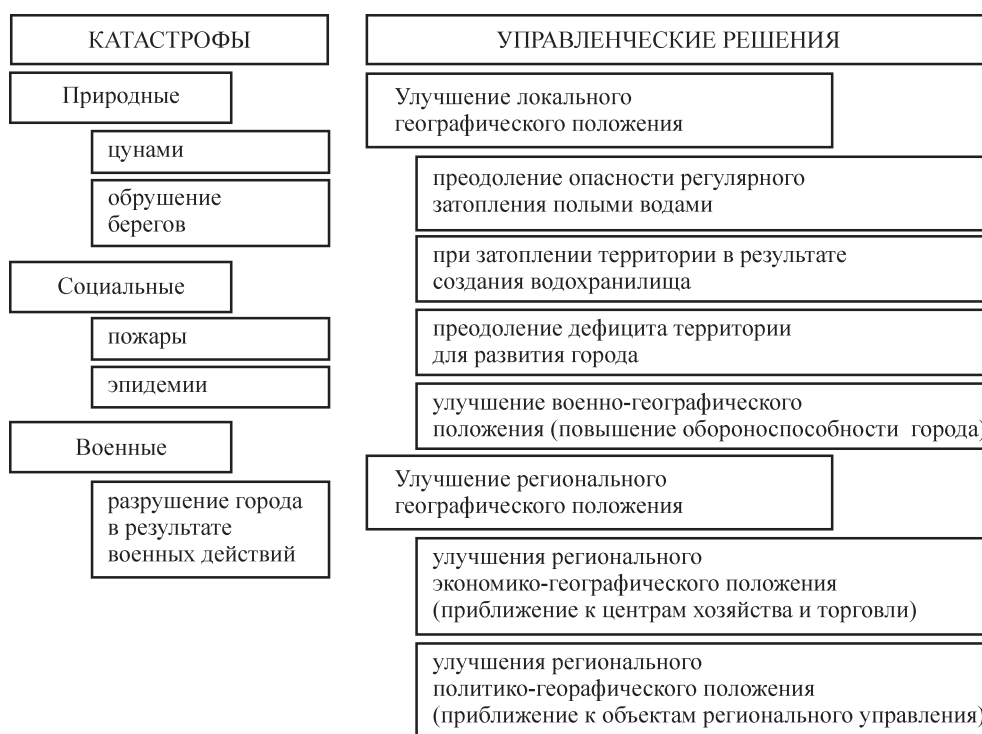 КАТАСТРОФЫ
Природные
цунами
обрушение
берегов
Социальные
пожары
эпидемии
Военные
разрушение города
в результате
военных действий
УПРАВЛЕНЧЕСКИЕ РЕШЕНИЯ
Улучшение локального
географического положения
преодоление опасности регулярного
затопления полыми водами
при затоплении территории в результате
создания водохранилища
преодоление дефицита территории
для развития города
улучшение военно-географического
положения (повышение обороноспособности города)
Улучшение регионального
географического положения
улучшения регионального
экономико-географического положения
(приближение к центрам хозяйства и торговли)
улучшения регионального
политико-георафического положения
(приближение к объектам регионального управления)